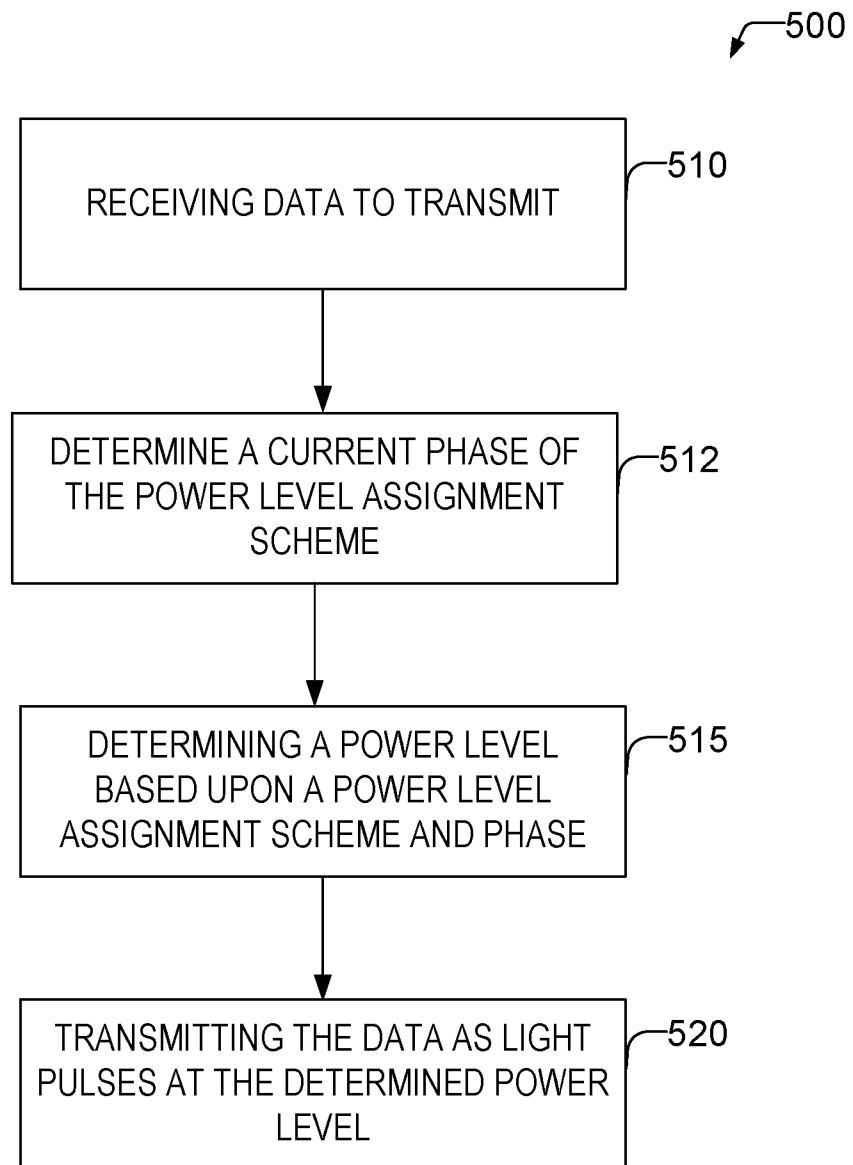 500
RECEIVING DATA TO TRANSMIT
510
DETERMINE A CURRENT PHASE OF
THE POWER LEVEL ASSIGNMENT
SCHEME
512
DETERMINING A POWER LEVEL
BASED UPON A POWER LEVEL
ASSIGNMENT SCHEME AND PHASE
515
TRANSMITTING THE DATA AS LIGHT
PULSES AT THE DETERMINED POWER
LEVEL
520